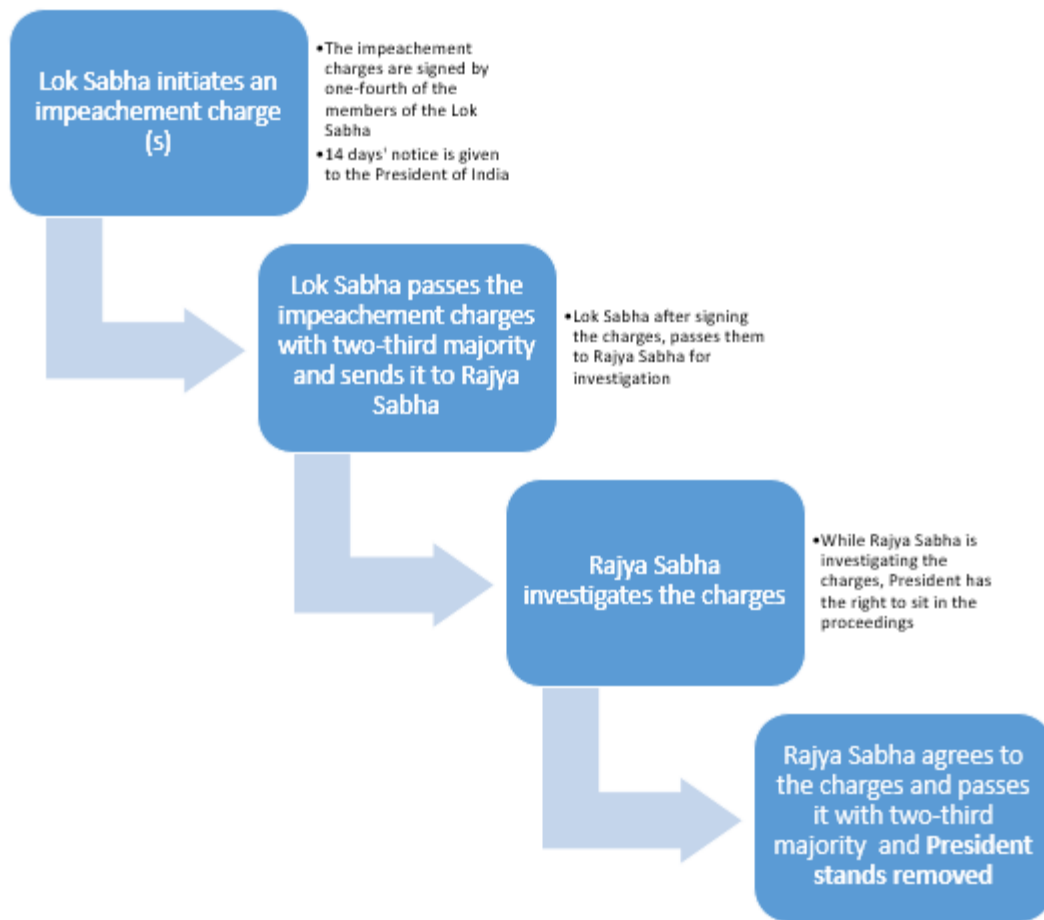 Lok Sabha initiates an
impeachement charge
(s)
•The impeachement
charges are signed by
one-fourth of the
members of the Lok
Sabha
•14 days' notice is given
to the President of India
Lok Sabha passes the
impeachement charges
with two-third majority
and sends it to Rajya
Sabha
•Lok Sabha after signing
the charges, passes them
to Rajya Sabha for
investigation
Rajya Sabha
investigates the charges
•While Rajya Sabha is
investigating the
charges, President has
the right to sit in the
proceedings
Rajya Sabha agrees to
the charges and passes
it with two-third
majority and President
stands removed